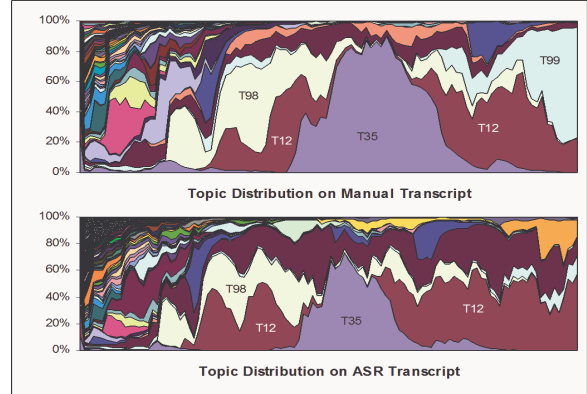 100%
80%
60%
40%
20%
0%
T98
T12
T35
T12
T99
Topic Distribution on Manual Transcript
100%
80%
60%
40%
20%
0%
T98
T12
T35
T12
Topic Distribution on ASR Transcript